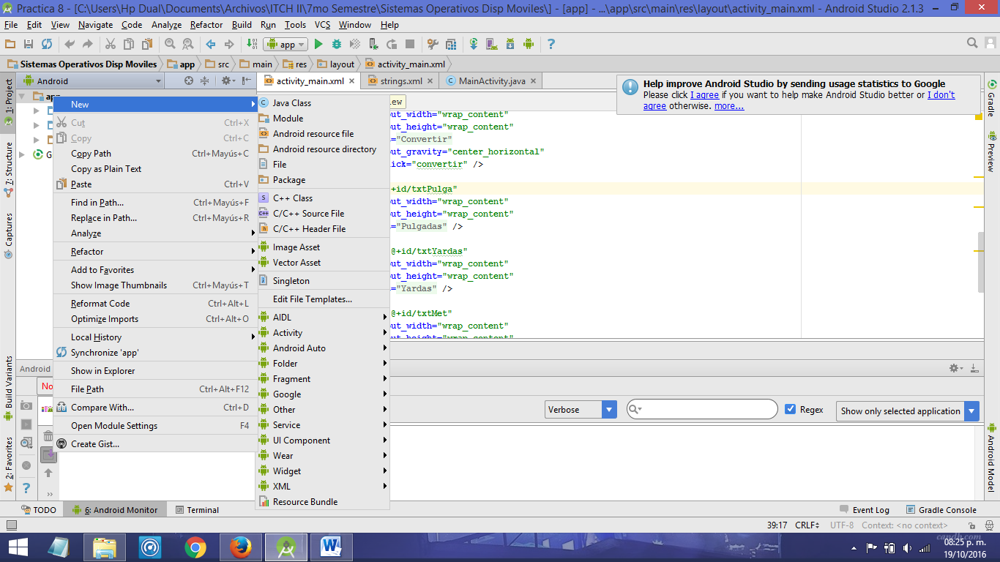 Practica 8 - [C:\Users\Hp Dual\Documents\Archivos\ITCH II\7mo Semestre\Sistemas Operativos Disp Moviles\] - [app] - ...\app\src\main\res\layout\activity_main.xml - Android Studio 2.1.3
File Edit View Navigate Code Analyze Refactor Build Run Tools VCS Window Help
app
Sistemas Operativos Disp Moviles app src main res layout activity_main.xml
Android activity_main.xml strings.xml MainActivity.java
Help improve Android Studio by sending usage statistics to Google
Please click I agree if you want to help make Android Studio better or I don't
agree otherwise. more...
1: Project
7: Structure
Captures
Build Variants
2: Favorites
app
G
New
Cut Ctrl+X
Copy Ctrl+C
Copy Path Ctrl+Mayús+C
Copy as Plain Text
Paste Ctrl+V
Find in Path... Ctrl+Mayús+F
Replace in Path... Ctrl+Mayús+R
Analyze
Refactor
Add to Favorites
Show Image Thumbnails Ctrl+Mayús+T
Reformat Code Ctrl+Alt+L
Optimize Imports Ctrl+Alt+O
Local History
Synchronize 'app'
Show in Explorer
File Path Ctrl+Alt+F12
Compare With... Ctrl+D
Open Module Settings F4
Create Gist...
Java Class
Module
Android resource file
Android resource directory
File
Package
C++ Class
C/C++ Source File
C/C++ Header File
Image Asset
Vector Asset
Singleton
Edit File Templates...
AIDL
Activity
Android Auto
Folder
Fragment
Google
Other
Service
UI Component
Wear
Widget
XML
Resource Bundle
ew
ut_width="wrap_content"
ut_height="wrap_content"
="Convertir"
ut_gravity="center_horizontal"
ick="convertir" />
+id/txtPulga"
ut_width="wrap_content"
ut_height="wrap_content"
="Pulgadas" />
@+id/txtYardas"
ut_width="wrap_content"
ut_height="wrap_content"
="Yardas" />
@+id/txtMet"
ut_width="wrap_content"
ut_height="wrap_content"
Gradle
Preview
Android Model
Android
No
Verbose Regex Show only selected application
TODO 6: Android Monitor Terminal Event Log Gradle Console
39:17 CRLF UTF-8 Context: <no context>
candh.com
08:25 p. m.
19/10/2016